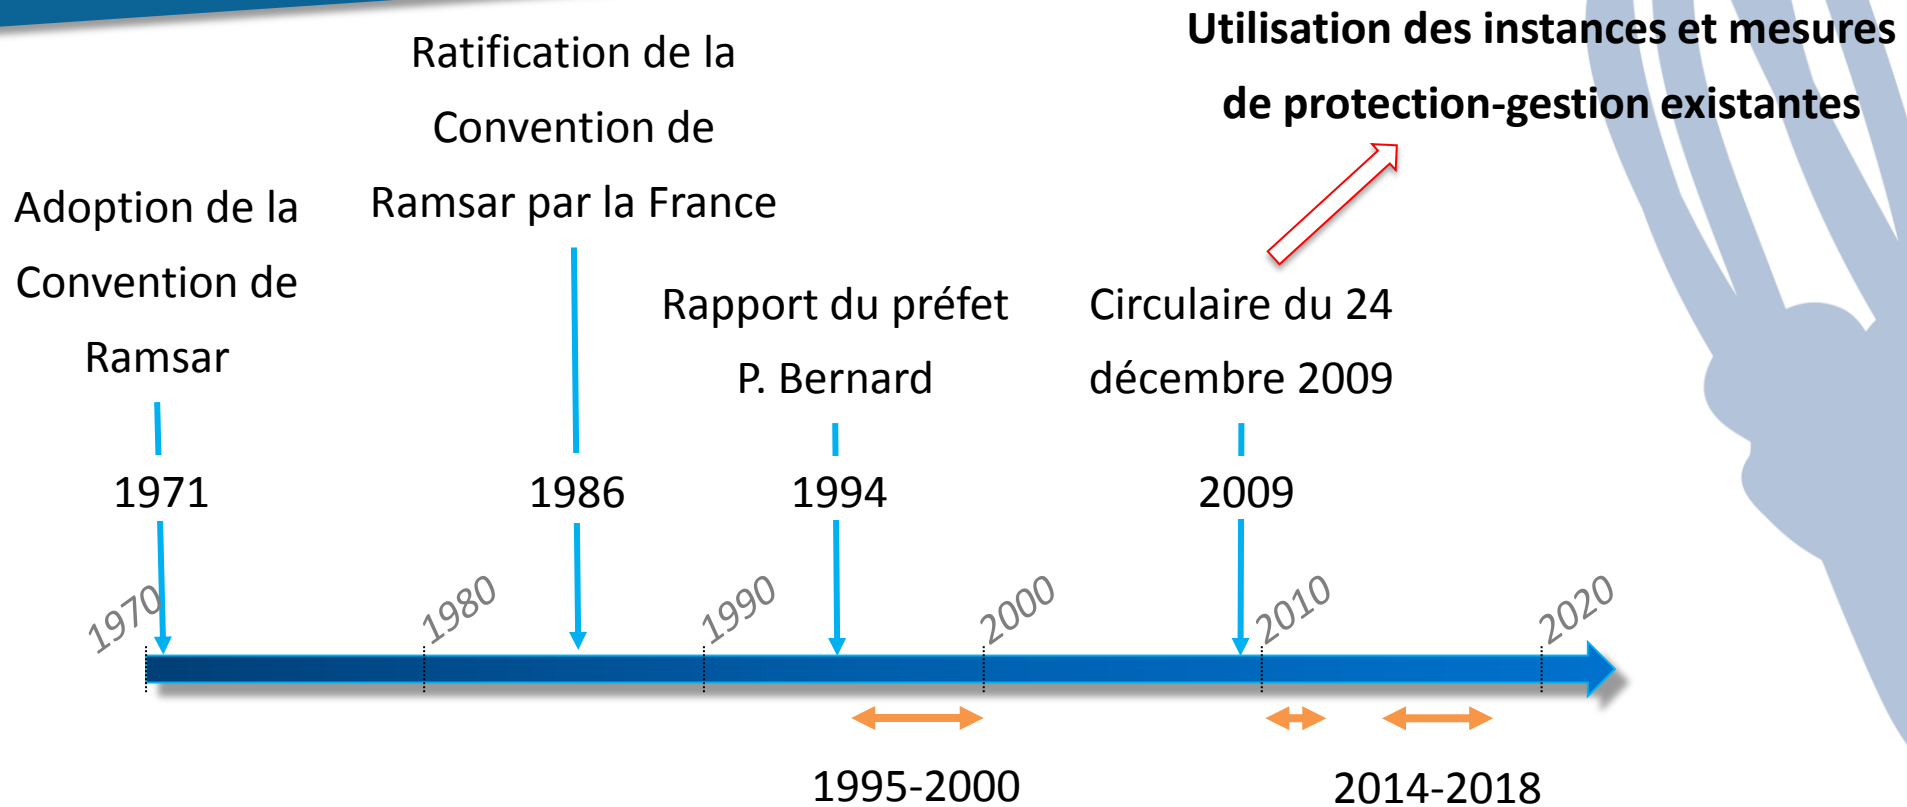 Utilisation des instances et mesures
de protection-gestion existantes
Ratification de la
Convention de
Ramsar par la France
Adoption de la
Convention de
Ramsar
Rapport du préfet
P. Bernard
Circulaire du 24
décembre 2009
1971
1986
1994
2009
1970
1980
1990
2000
2010
2020
1995-2000
2014-2018